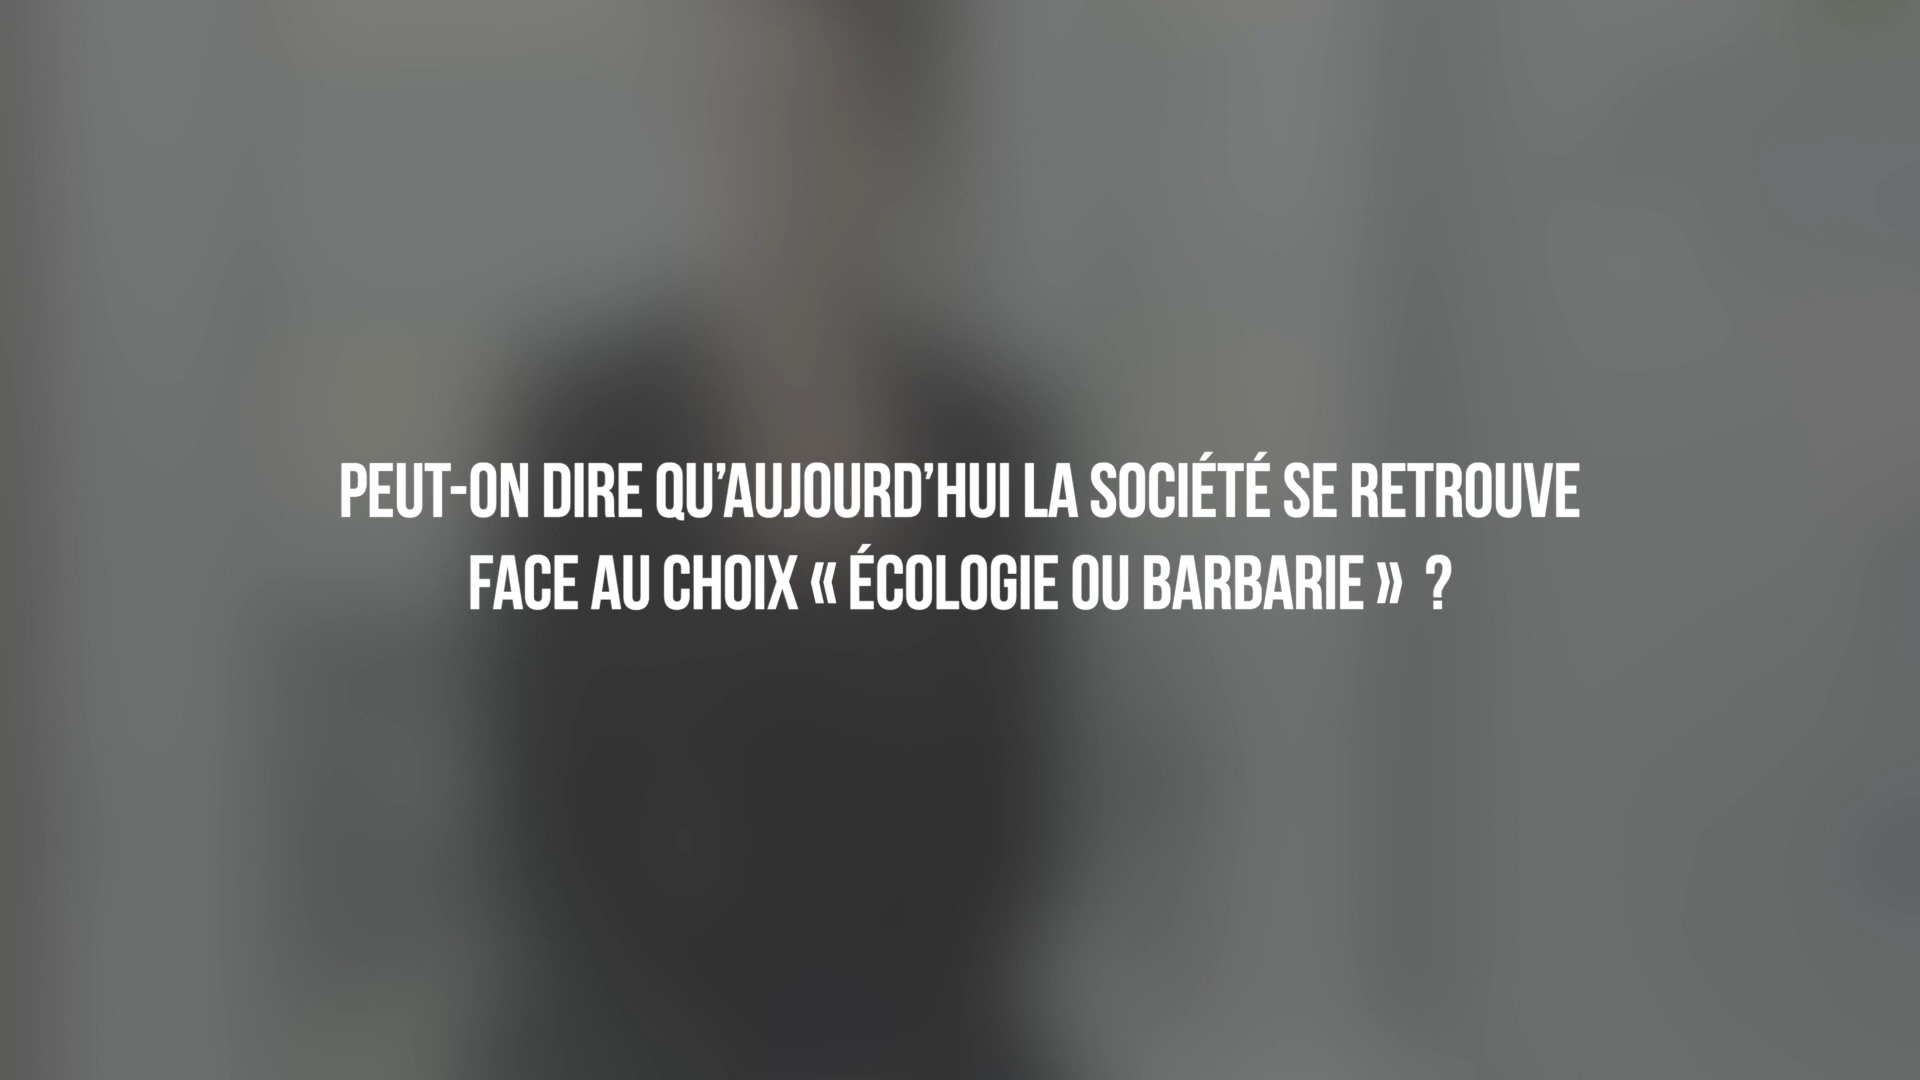 PEUT-ON DIRE QU’AUJOURD’HUI LA SOCIÉTÉ SE RETROUVE
FACE AU CHOIX « ÉCOLOGIE OU BARBARIE » ?